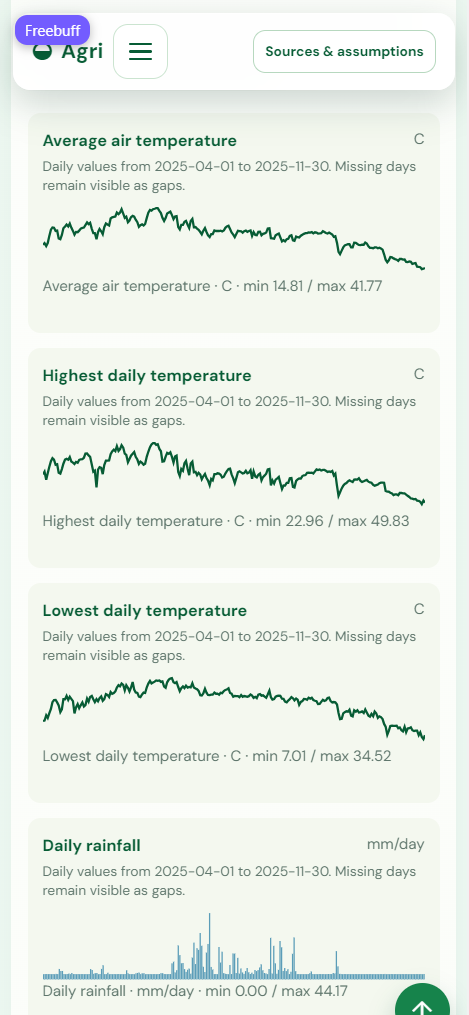 Freebuff
Agri
Sources & assumptions
Average air temperature
C
Daily values from 2025-04-01 to 2025-11-30. Missing days
remain visible as gaps.
Average air temperature · C · min 14.81 / max 41.77
Highest daily temperature
C
Daily values from 2025-04-01 to 2025-11-30. Missing days
remain visible as gaps.
Highest daily temperature · C · min 22.96 / max 49.83
Lowest daily temperature
C
Daily values from 2025-04-01 to 2025-11-30. Missing days
remain visible as gaps.
Lowest daily temperature · C · min 7.01 / max 34.52
Daily rainfall
mm/day
Daily values from 2025-04-01 to 2025-11-30. Missing days
remain visible as gaps.
Daily rainfall · mm/day · min 0.00 / max 44.17